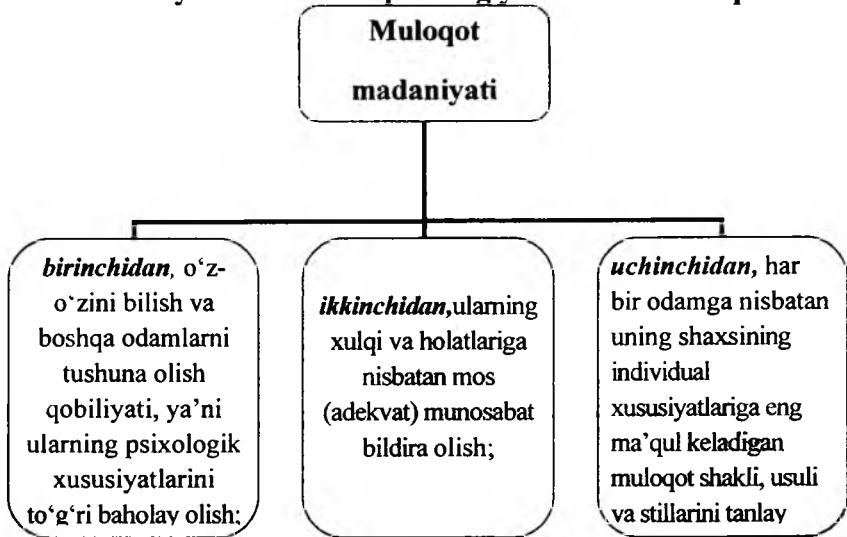 Muloqot
madaniyati
birinchidan, o‘z-
o‘zini bilish va
boshqa odamlarni
tushuna olish
qobiliyati, ya’ni
ularning psixologik
xususiyatlarini
to‘g‘ri baholay olish;
ikkinchidan,ularning
xulqi va holatlariga
nisbatan mos
(adekvat) munosabat
bildira olish;
uchinchidan, har
bir odamga nisbatan
uning shaxsining
individual
xususiyatlariga eng
ma’qul keladigan
muloqot shakli, usuli
va stillarini tanlay